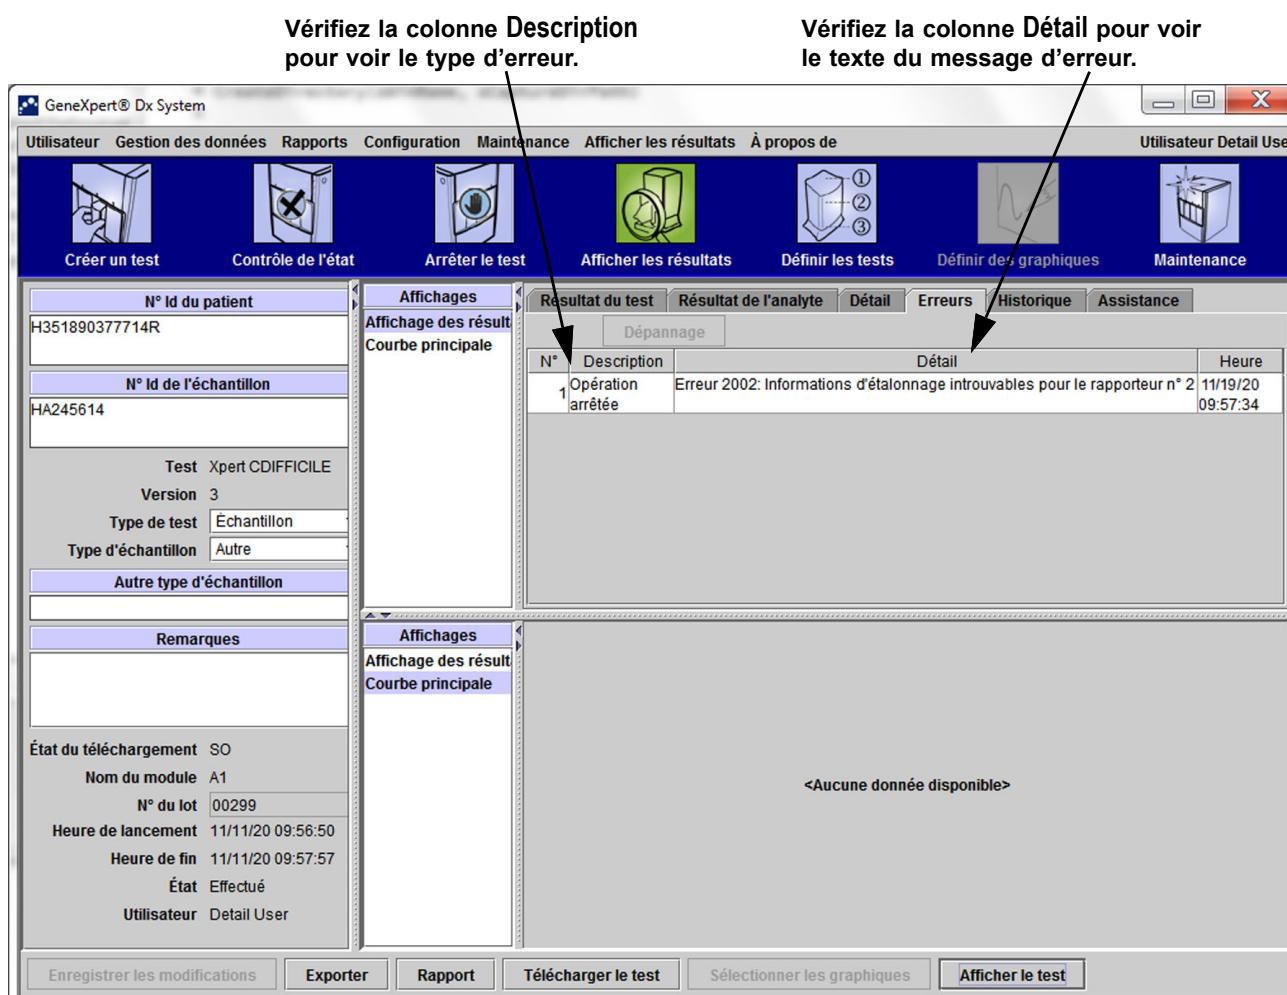 Vérifiez la colonne Description
pour voir le type d'erreur.
Vérifiez la colonne Détail pour voir
le texte du message d'erreur.
GeneXpert® Dx System
Utilisateur Gestion des données Rapports Configuration Maintenance Afficher les résultats À propos de Utilisateur Detail Use
Créer un test Contrôle de l'état Arrêter le test Afficher les résultats Définir les tests Définir des graphiques Maintenance
1
2
3
N° Id du patient
H351890377714R
N° Id de l'échantillon
HA245614
Test Xpert CDIFFICILE
Version 3
Type de test Échantillon
Type d'échantillon Autre
Autre type d'échantillon
Remarques
État du téléchargement SO
Nom du module A1
N° du lot 00299
Heure de lancement 11/11/20 09:56:50
Heure de fin 11/11/20 09:57:57
État Effectué
Utilisateur Detail User
Affichages
Affichage des résult
Courbe principale
Résultat du test Résultat de l'analyte Détail Erreurs Historique Assistance
Dépannage
N° Description Détail Heure
1 Opération arrêtée Erreur 2002: Informations d'étalonnage introuvables pour le rapporteur n° 2 11/19/20 09:57:34
Affichages
Affichage des résult
Courbe principale
<Aucune donnée disponible>
Enregistrer les modifications Exporter Rapport Télécharger le test Sélectionner les graphiques Afficher le test